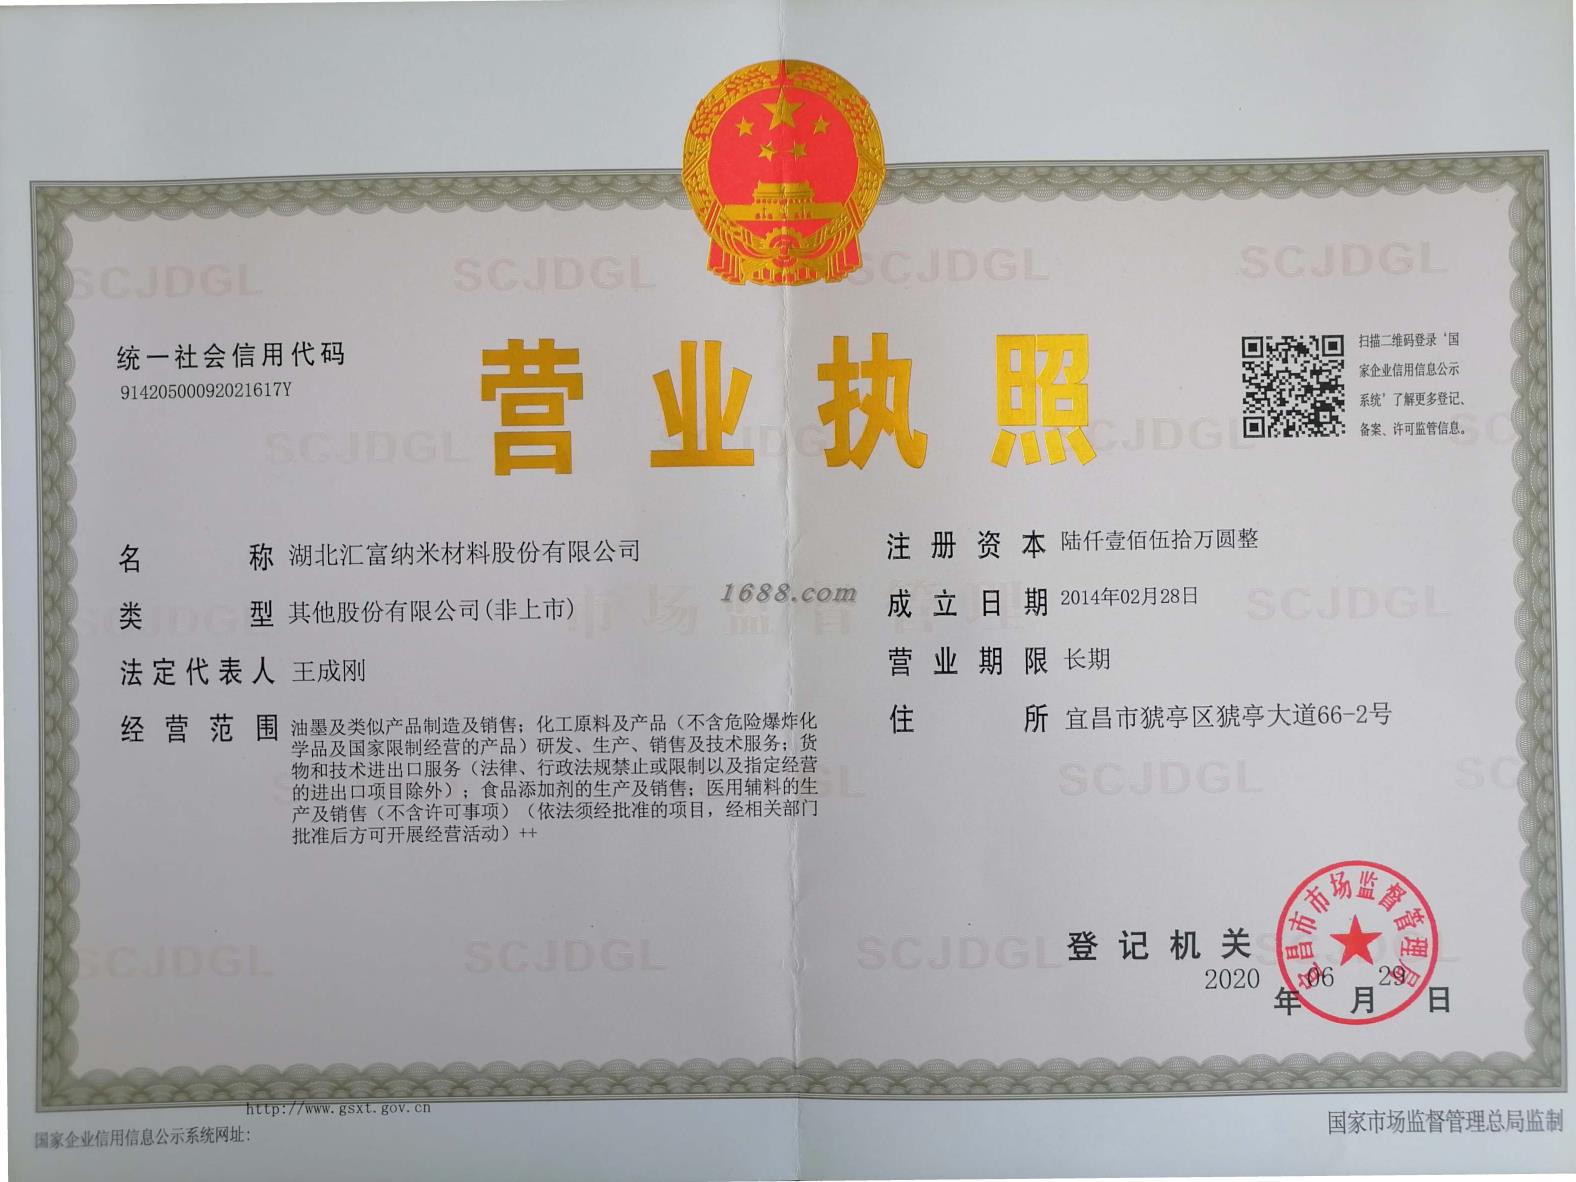 营业执照
统一社会信用代码
91420500092021617Y
扫描二维码登录‘国
家企业信用信息公示
系统’了解更多登记、
备案、许可监管信息。
名称 湖北汇富纳米材料股份有限公司
类型 其他股份有限公司(非上市)
法定代表人 王成刚
经营范围 油墨及类似产品制造及销售；化工原料及产品（不含危险爆炸化
学品及国家限制经营的产品）研发、生产、销售及技术服务；货
物和技术进出口服务（法律、行政法规禁止或限制以及指定经营
的进出口项目除外）；食品添加剂的生产及销售；医用辅料的生
产及销售（不含许可事项）（依法须经批准的项目，经相关部门
批准后方可开展经营活动）++
注册资本 陆仟壹佰伍拾万圆整
成立日期 2014年02月28日
营业期限 长期
住所 宜昌市猇亭区猇亭大道66-2号
1688.com
市场监督管理
SCJDGL
登记机关
宜昌市市场监督管理局
2020年06月29日
http://www.gsxt.gov.cn
国家企业信用信息公示系统网址:
国家市场监督管理总局监制